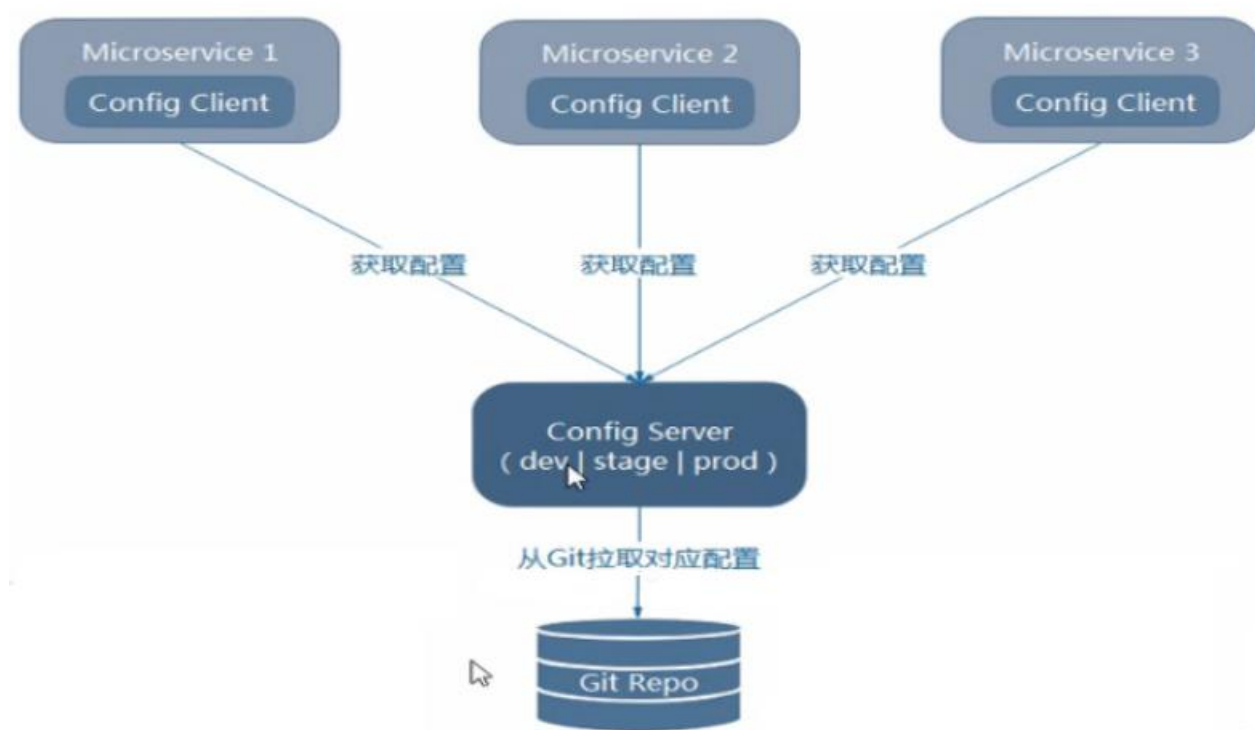 Microservice 1
Config Client
Microservice 2
Config Client
Microservice 3
Config Client
获取配置
获取配置
获取配置
Config Server
( dev | stage | prod )
从Git拉取对应配置
Git Repo